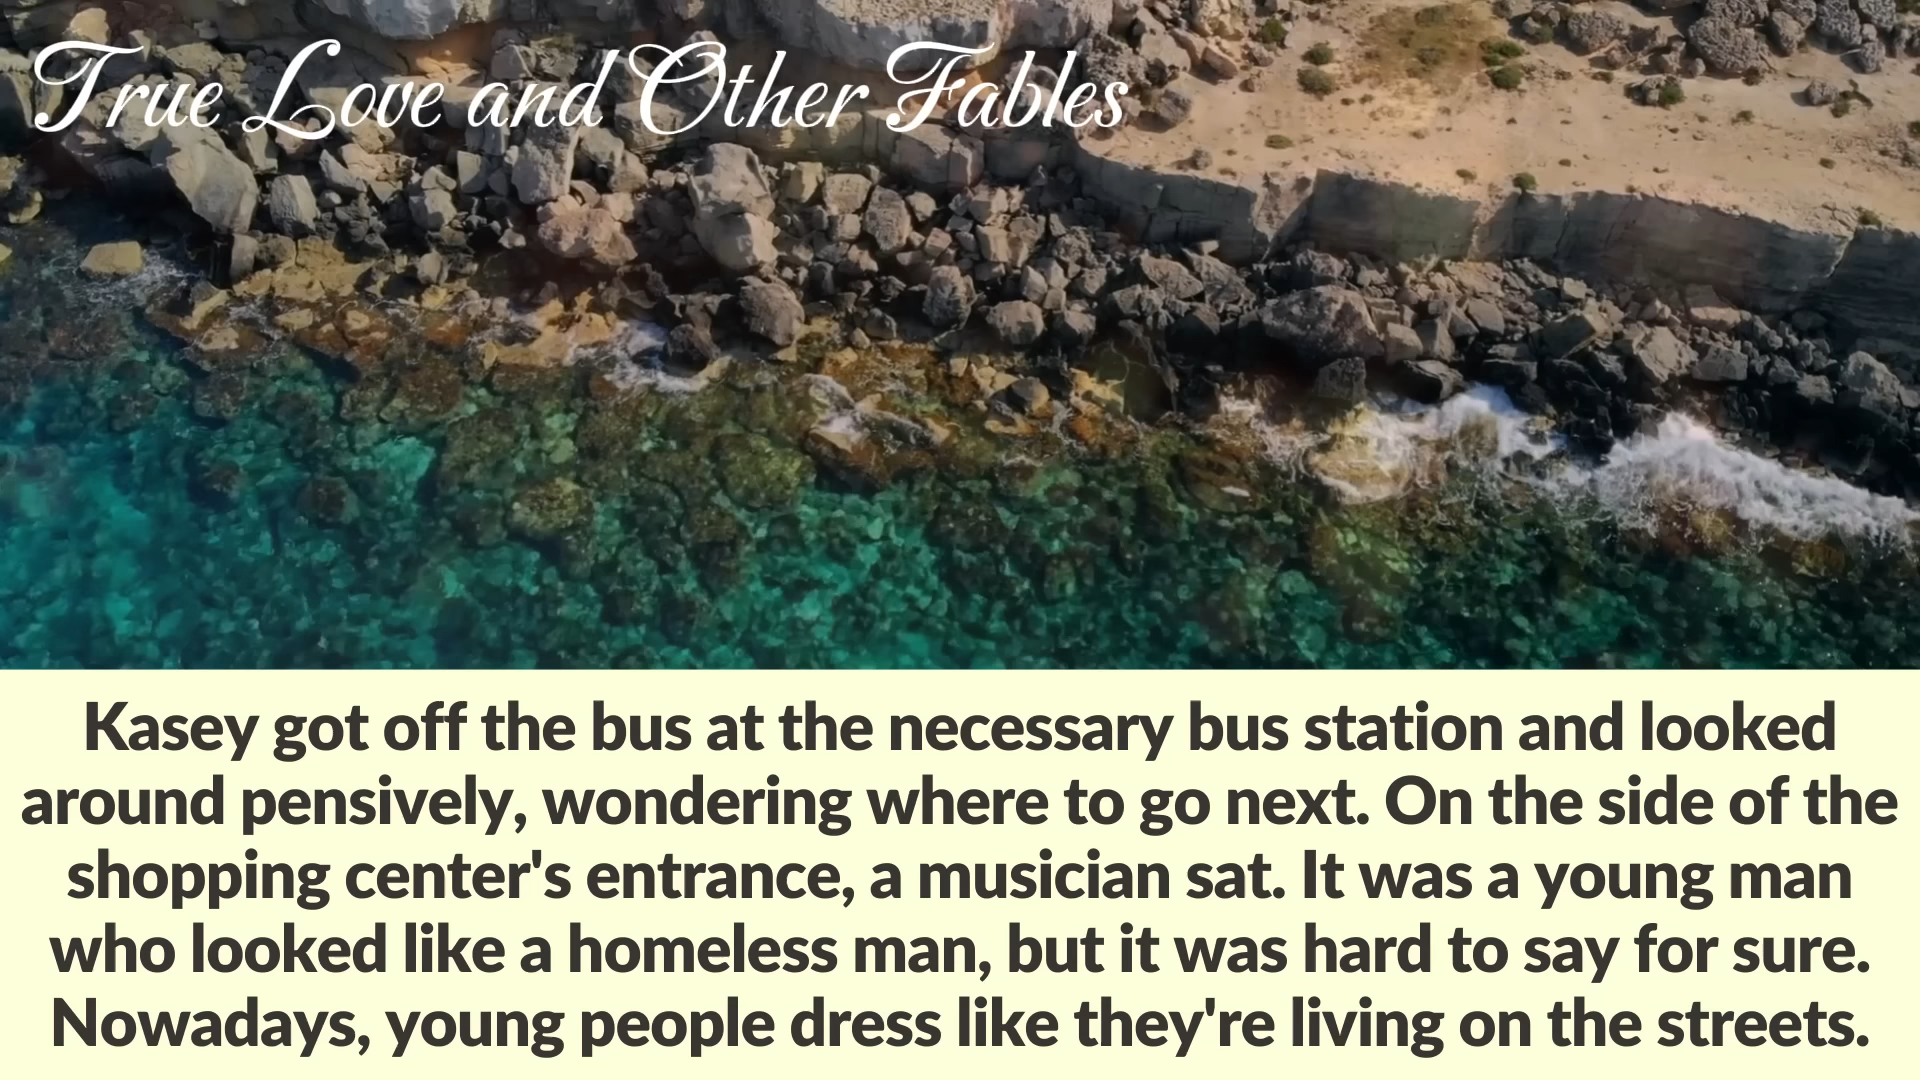 True Love and Other Fables
Kasey got off the bus at the necessary bus station and looked
around pensively, wondering where to go next. On the side of the
shopping center's entrance, a musician sat. It was a young man
who looked like a homeless man, but it was hard to say for sure.
Nowadays, young people dress like they're living on the streets.